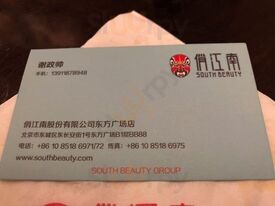 俏江南
SOUTH BEAUTY
谢政帅
手机：13911878948
俏江南股份有限公司东方广场店
北京市东城区东长安街1号东方广场B1层BB88
电话：+86 10 8518 6971/72 传真：+86 10 8518 6975
www.southbeauty.com
SOUTH BEAUTY GROUP